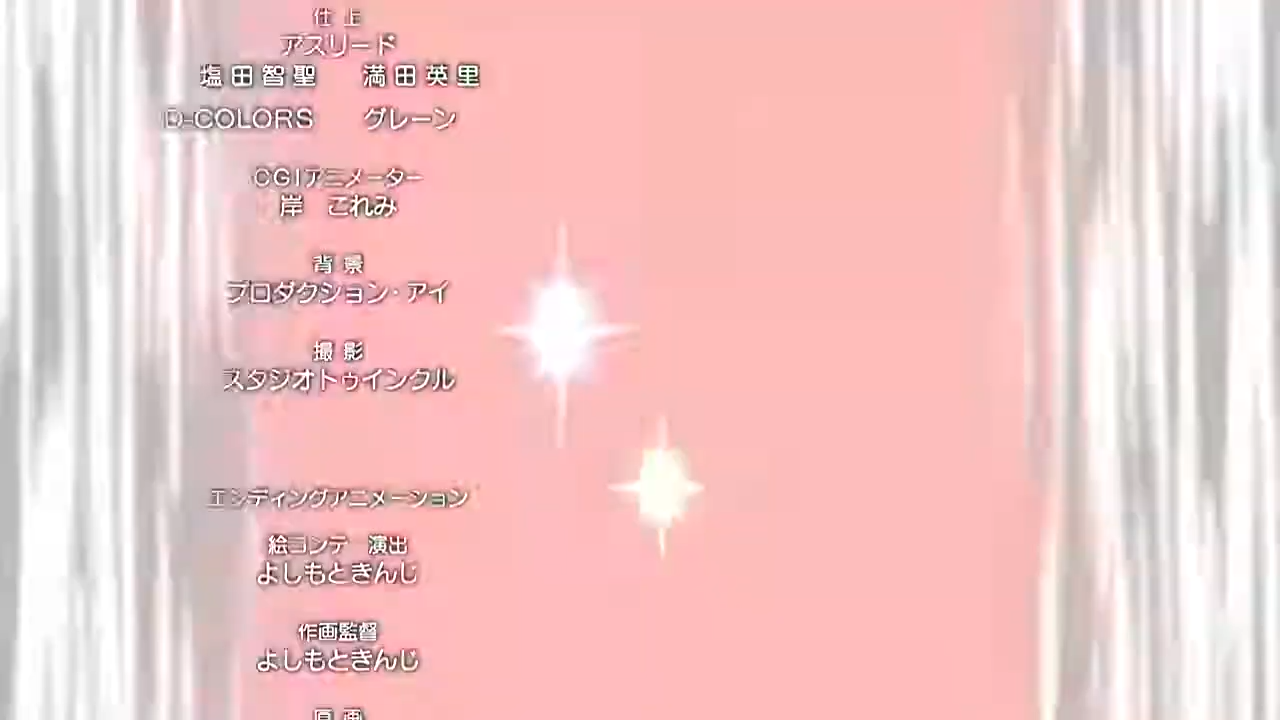 仕 上
アスリード
塩田智聖 満田英里
D-COLORS グレーン
CGIアニメーター
岸 これみ
背 景
プロダクション・アイ
撮 影
スタジオトゥインクル
エンディングアニメーション
絵コンテ 演出
よしもときんじ
作画監督
よしもときんじ
原 画